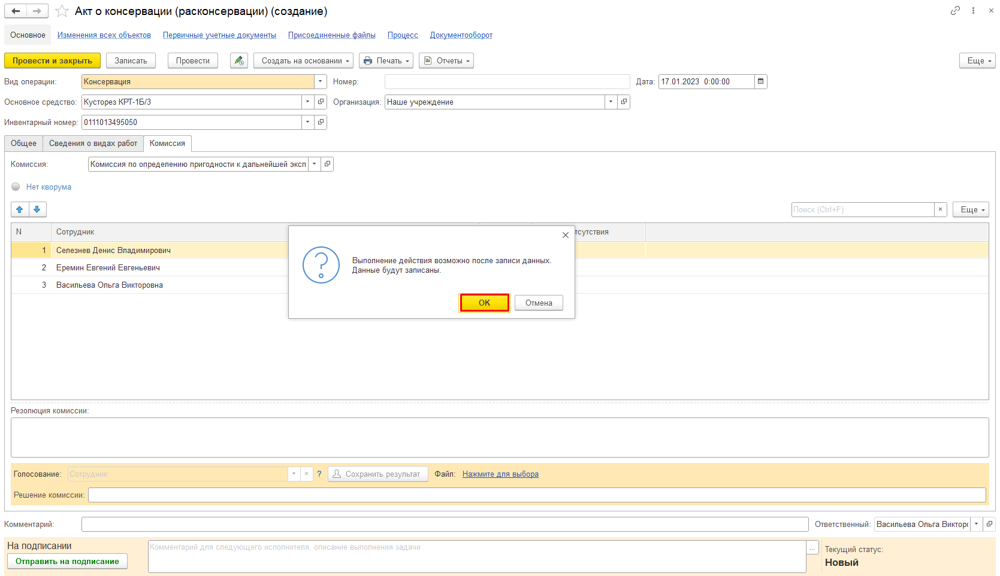 Акт о консервации (расконсервации) (создание)
Основное Изменения всех объектов Первичные учетные документы Присоединенные файлы Процесс Документооборот
Провести и закрыть Записать Провести Создать на основании Печать Отчеты Еще
Вид операции: Консервация Номер: Дата: 17.01.2023 0:00:00
Основное средство: Кусторез КРТ-1Б/3 Организация: Наше учреждение
Инвентарный номер: 0111013495050
Общее Сведения о видах работ Комиссия
Комиссия: Комиссия по определению пригодности к дальнейшей эксп
Нет кворума
Поиск (Ctrl+F) × Еще
N Сотрудник тсутствия
1 Селезнев Денис Владимирович
2 Еремин Евгений Евгеньевич
3 Васильева Ольга Викторовна
Выполнение действия возможно после записи данных.
Данные будут записаны.
ОК Отмена
Резолюция комиссии:
Голосование: Сотрудник × ? Сохранить результат Файл: Нажмите для выбора
Решение комиссии:
Комментарий: Ответственный: Васильева Ольга Викторо
На подписании
Отправить на подписание
Комментарий для следующего исполнителя, описание выполнения задачи ...
Текущий статус:
Новый